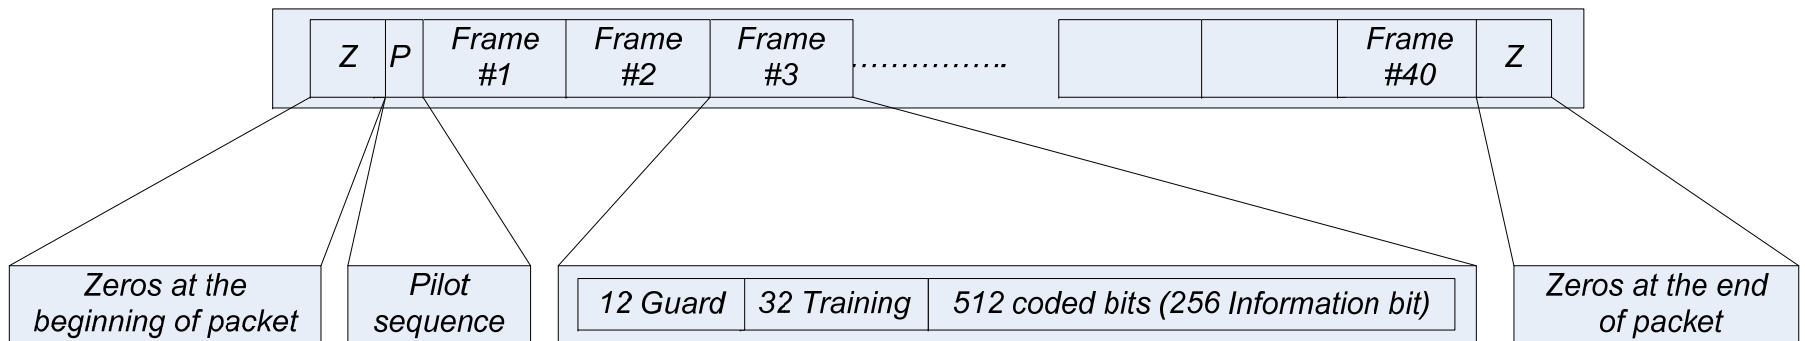 Z
P
Frame
#1
Frame
#2
Frame
#3
................
Frame
#40
Z
Zeros at the
beginning of packet
Pilot
sequence
12 Guard
32 Training
512 coded bits (256 Information bit)
Zeros at the end
of packet